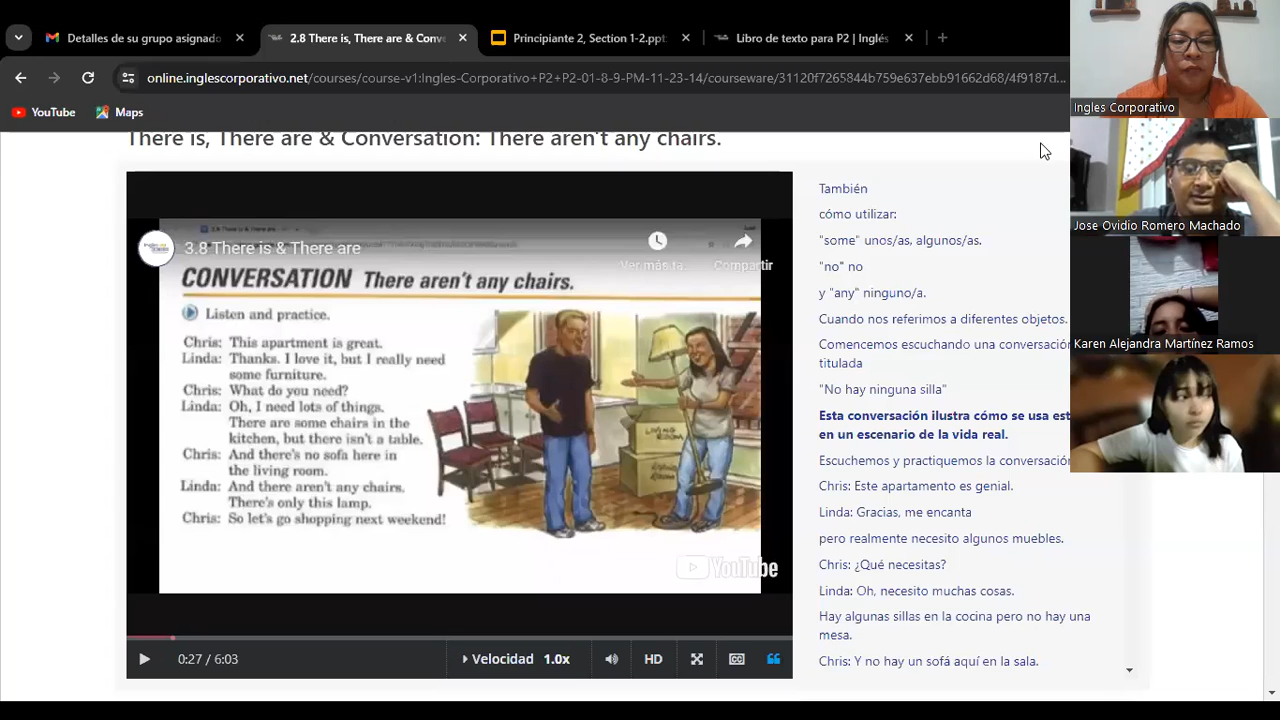 Detalles de su grupo asignado
2.8 There is, There are & Conv
Principiante 2, Section 1-2.ppt
Libro de texto para P2 | Inglés
online.inglescorporativo.net/courses/course-v1:Ingles-Corporativo+P2+P2-01-8-9-PM-11-23-14/courseware/31120f7265844b759e637ebb91662d68/4f9187d...
YouTube
Maps
There is, There are & Conversation: There aren't any chairs.
3.8 There is & There are
Ver más ta...
Compartir
CONVERSATION There aren't any chairs.
Listen and practice.
Chris: This apartment is great.
Linda: Thanks. I love it, but I really need
some furniture.
Chris: What do you need?
Linda: Oh, I need lots of things.
There are some chairs in the
kitchen, but there isn't a table.
Chris: And there's no sofa here in
the living room.
Linda: And there aren't any chairs.
There's only this lamp.
Chris: So let's go shopping next weekend!
LIVING
ROOM
YouTube
0:27 / 6:03
Velocidad 1.0x
HD
CC
También
cómo utilizar:
"some" unos/as, algunos/as.
"no" no
y "any" ninguno/a.
Cuando nos referimos a diferentes objetos.
Comencemos escuchando una conversación
titulada
"No hay ninguna silla"
Esta conversación ilustra cómo se usa est
en un escenario de la vida real.
Escuchemos y practiquemos la conversación
Chris: Este apartamento es genial.
Linda: Gracias, me encanta
pero realmente necesito algunos muebles.
Chris: ¿Qué necesitas?
Linda: Oh, necesito muchas cosas.
Hay algunas sillas en la cocina pero no hay una
mesa.
Chris: Y no hay un sofá aquí en la sala.
Ingles Corporativo
Jose Ovidio Romero Machado
Karen Alejandra Martínez Ramos